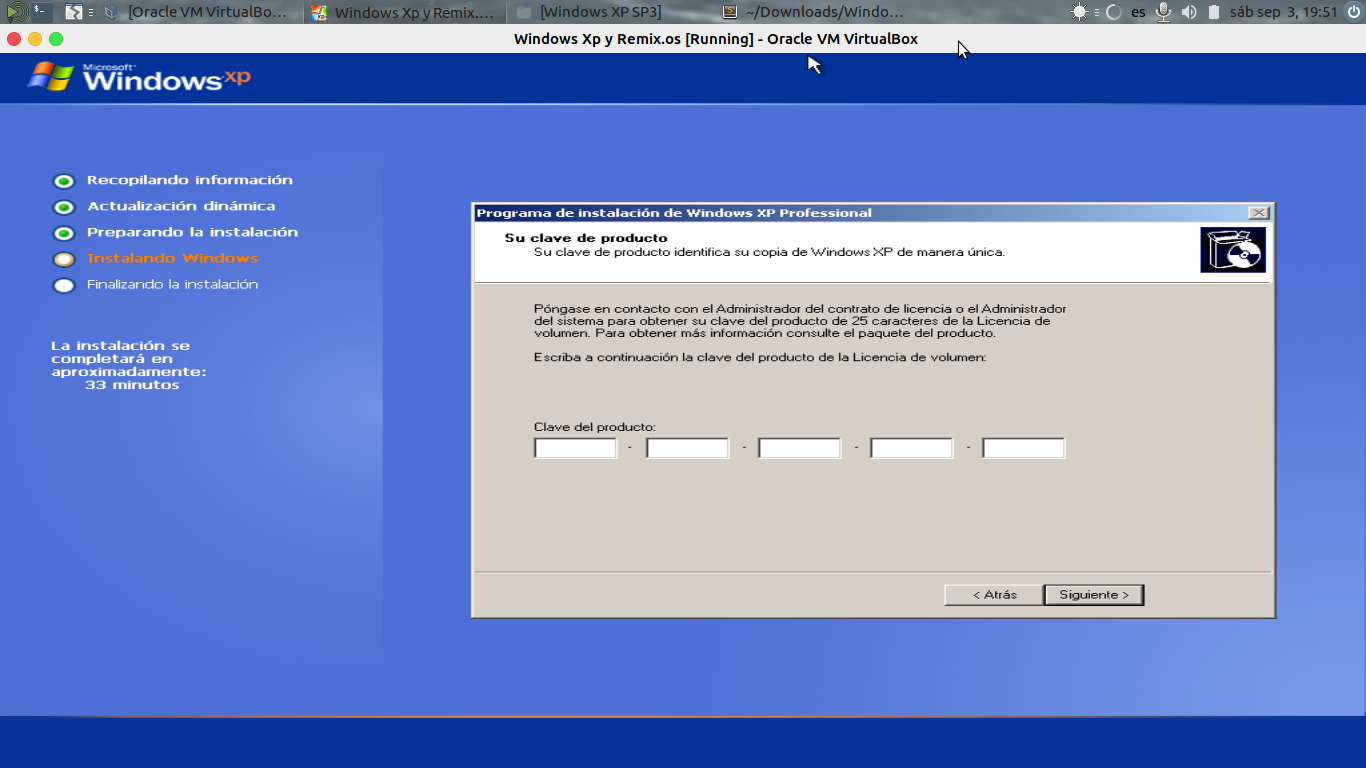 [Oracle VM VirtualBo...
Windows Xp y Remix....
[Windows XP SP3]
~/Downloads/Windo...
es
sáb sep 3, 19:51
Windows Xp y Remix.os [Running] - Oracle VM VirtualBox
Microsoft®
Windows xp
Recopilando información
Actualización dinámica
Preparando la instalación
Instalando Windows
Finalizando la instalación
La instalación se
completará en
aproximadamente:
33 minutos
Programa de instalación de Windows XP Professional
Su clave de producto
Su clave de producto identifica su copia de Windows XP de manera única.
Póngase en contacto con el Administrador del contrato de licencia o el Administrador
del sistema para obtener su clave del producto de 25 caracteres de la Licencia de
volumen. Para obtener más información consulte el paquete del producto.
Escriba a continuación la clave del producto de la Licencia de volumen:
Clave del producto:
- - - -
< Atrás
Siguiente >